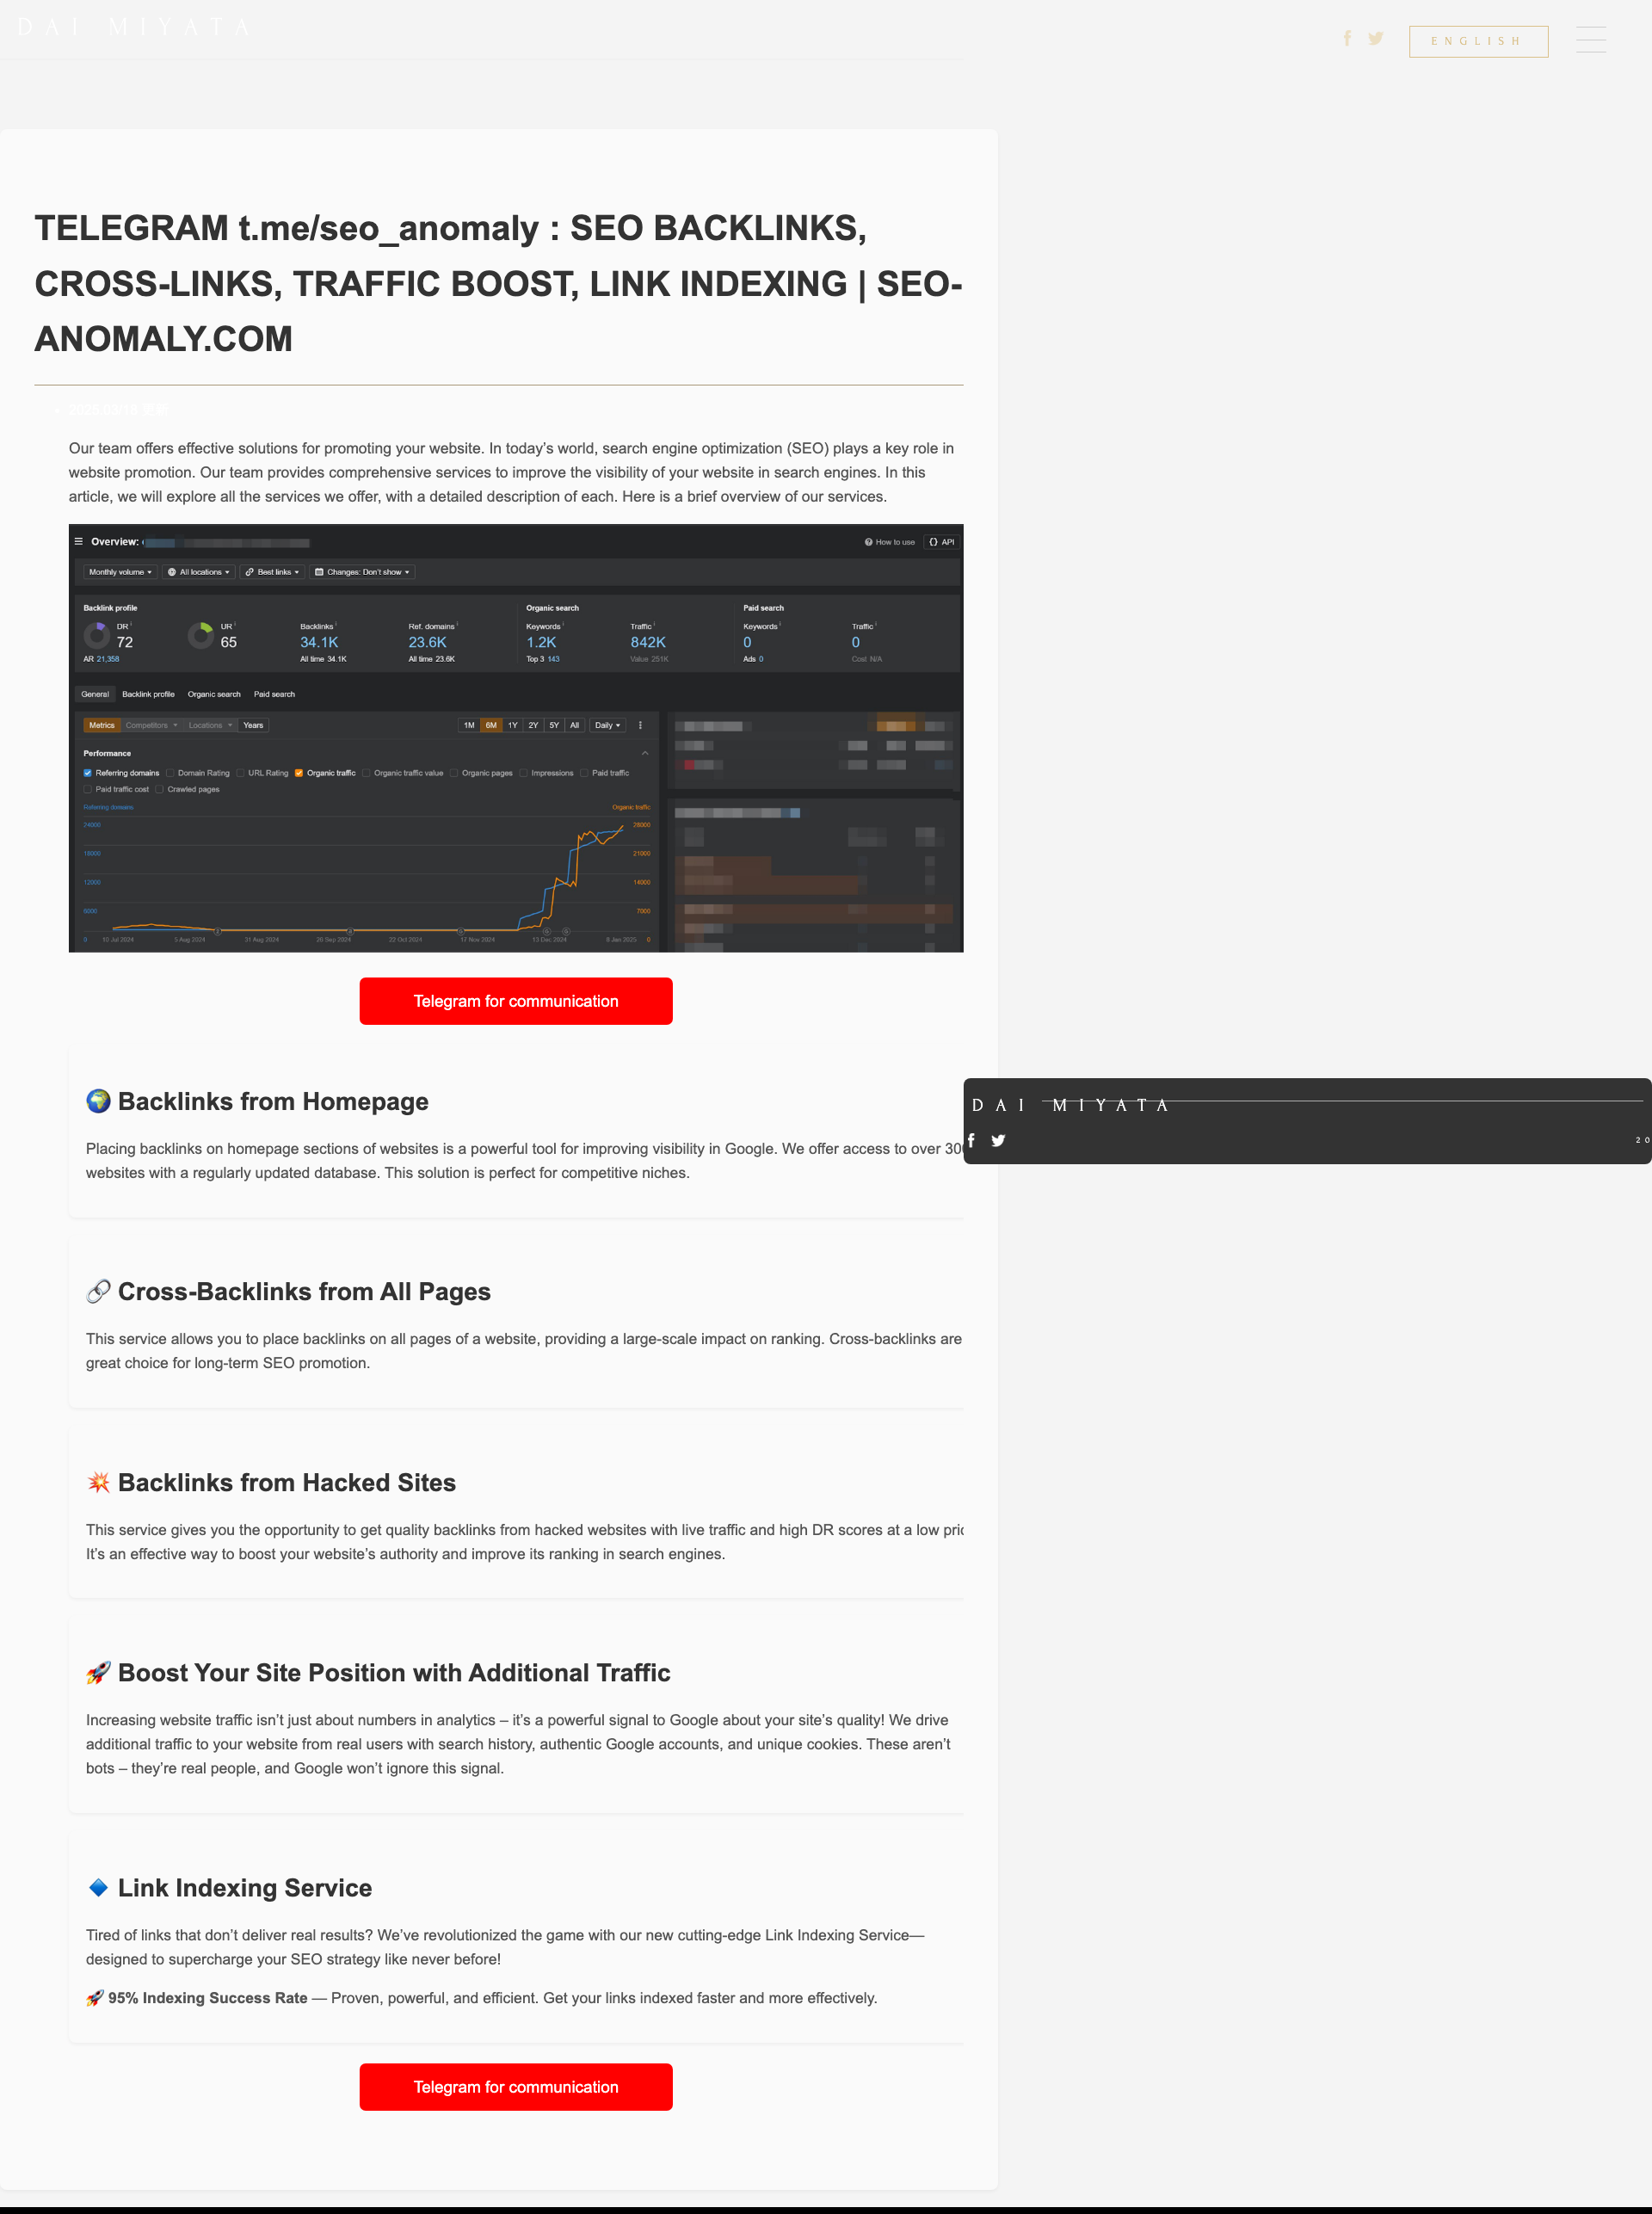 DAI MIYATA
ENGLISH
TELEGRAM t.me/seo_anomaly : SEO BACKLINKS,
CROSS-LINKS, TRAFFIC BOOST, LINK INDEXING | SEO-
ANOMALY.COM
Our team offers effective solutions for promoting your website. In today’s world, search engine optimization (SEO) plays a key role in
website promotion. Our team provides comprehensive services to improve the visibility of your website in search engines. In this
article, we will explore all the services we offer, with a detailed description of each. Here is a brief overview of our services.
Overview:
How to use
{} API
Monthly volume
All locations
Best links
Changes: Don't show
Backlink profile
Organic search
Paid search
DR 72
UR 65
Backlinks
Ref. domains
Keywords
Traffic
Keywords
Traffic
34.1K
23.6K
1.2K
842K
0
0
AR 21,358
All time 34.1K
All time 23.6K
Top 3 143
Value 251K
Ads 0
Cost N/A
General
Backlink profile
Organic search
Paid search
Metrics
Competitors
Locations
Years
1M
6M
1Y
2Y
5Y
All
Daily
Performance
Referring domains
Domain Rating
URL Rating
Organic traffic
Organic traffic value
Organic pages
Impressions
Paid traffic
Paid traffic cost
Crawled pages
Referring domains
Organic traffic
24000
28000
18000
21000
12000
14000
6000
7000
0
10 Jul 2024
5 Aug 2024
31 Aug 2024
26 Sep 2024
22 Oct 2024
17 Nov 2024
13 Dec 2024
8 Jan 2025
0
Telegram for communication
🌍 Backlinks from Homepage
Placing backlinks on homepage sections of websites is a powerful tool for improving visibility in Google. We offer access to over
websites with a regularly updated database. This solution is perfect for competitive niches.
DAI MIYATA
20
🔗 Cross-Backlinks from All Pages
This service allows you to place backlinks on all pages of a website, providing a large-scale impact on ranking. Cross-backlinks are
great choice for long-term SEO promotion.
💥 Backlinks from Hacked Sites
This service gives you the opportunity to get quality backlinks from hacked websites with live traffic and high DR scores at a low
It’s an effective way to boost your website’s authority and improve its ranking in search engines.
🚀 Boost Your Site Position with Additional Traffic
Increasing website traffic isn’t just about numbers in analytics – it’s a powerful signal to Google about your site’s quality! We drive
additional traffic to your website from real users with search history, authentic Google accounts, and unique cookies. These aren’t
bots – they’re real people, and Google won’t ignore this signal.
🔹 Link Indexing Service
Tired of links that don’t deliver real results? We’ve revolutionized the game with our new cutting-edge Link Indexing Service—
designed to supercharge your SEO strategy like never before!
🚀 95% Indexing Success Rate — Proven, powerful, and efficient. Get your links indexed faster and more effectively.
Telegram for communication